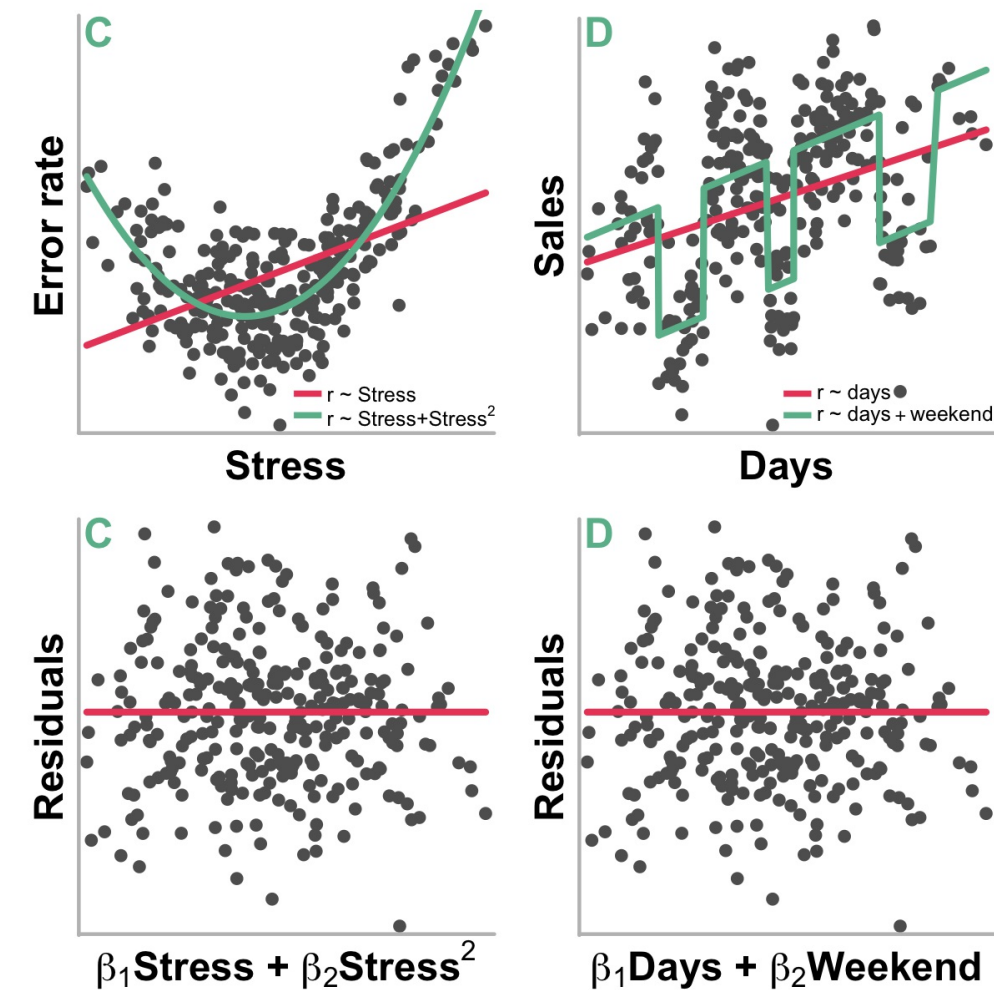 C
Error rate
r ~ Stress
r ~ Stress+Stress²
Stress
D
Sales
r ~ days
r ~ days + weekend
Days
C
Residuals
β₁Stress + β₂Stress²
D
Residuals
β₁Days + β₂Weekend